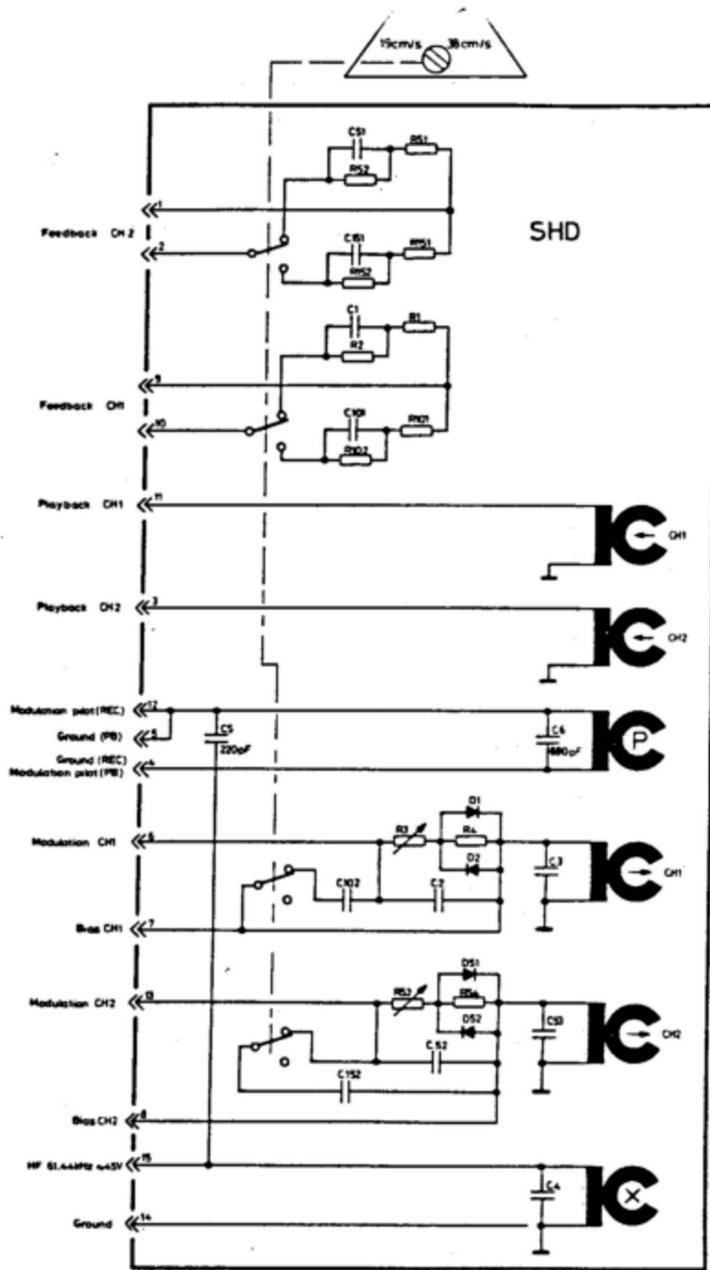 19cm/s 38cm/s
SHD
C51 R51
R52
1
Feedback CH2
2
C151 R151
R152
C1 R1
R2
9
Feedback CH1
10
C101 R101
R102
Playback CH1 11
CH1
Playback CH2 3
CH2
Modulation pilot (REC) 12
Ground (PB) 5
C5
220pF
C6
680pF
P
Ground (REC) 4
Modulation pilot (PB)
D1
Modulation CH1 6
R3 R4
D2
C3
CH1
C102 C2
Bias CH1 7
D51
Modulation CH2 13
R54
D52
C53
CH2
C152
Bias CH2 8
HF 61.44kHz 4.45V 15
C4
X
Ground 14